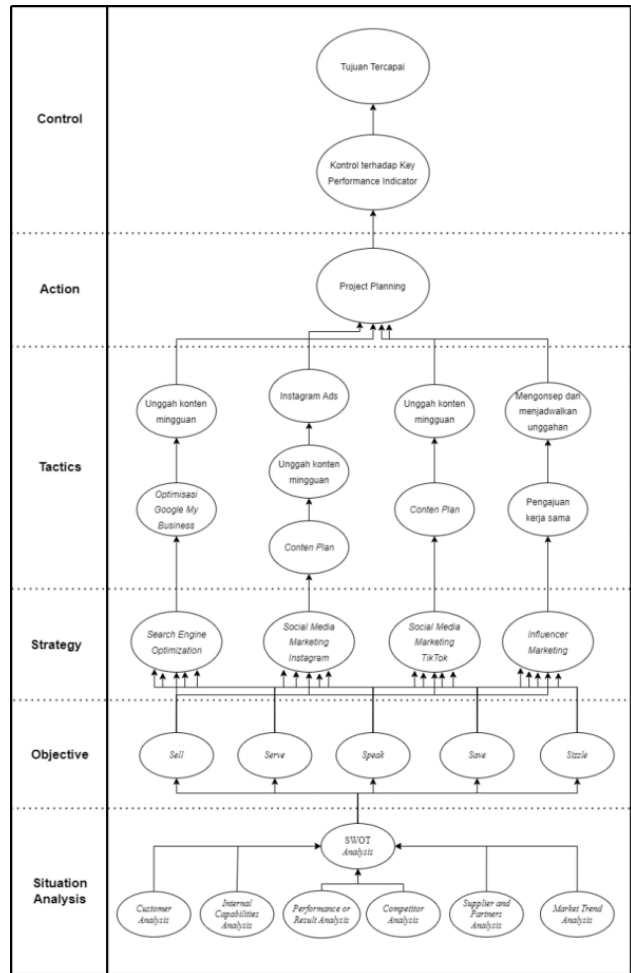 Control
Tujuan Tercapai
Kontrol terhadap Key
Performance Indicator
Action
Project Planning
Tactics
Unggah konten
mingguan
Instagram Ads
Unggah konten
mingguan
Mengonsep dan
menjadwalkan
unggahan
Optimisasi
Google My
Business
Unggah konten
mingguan
Conten Plan
Conten Plan
Pengajuan
kerja sama
Strategy
Search Engine
Optimization
Social Media
Marketing
Instagram
Social Media
Marketing
TikTok
Influencer
Marketing
Objective
Sell
Serve
Speak
Save
Sizzle
Situation
Analysis
SWOT
Analysis
Customer
Analysis
Internal
Capabilities
Analysis
Performance or
Result Analysis
Competitor
Analysis
Supplier and
Partners Analysis
Market Trend
Analysis